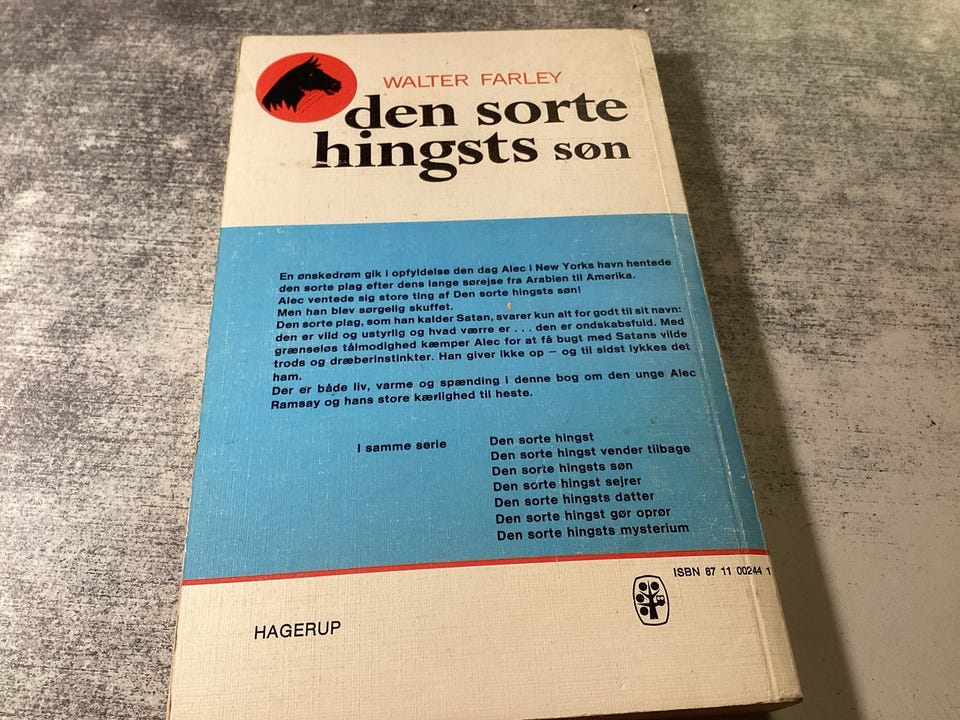 WALTER FARLEY
den sorte
hingsts søn
En ønskedrøm gik i opfyldelse den dag Alec i New Yorks havn hentede
den sorte plag efter dens lange sørejse fra Arabien til Amerika.
Alec ventede sig store ting af Den sorte hingsts søn!
Men han blev sørgelig skuffet.
Den sorte plag, som han kalder Satan, svarer kun alt for godt til sit navn:
den er vild og ustyrlig og hvad værre er . . . den er ondskabsfuld. Med
grænseløs tålmodighed kæmper Alec for at få bugt med Satans vilde
trods og dræberinstinkter. Han giver ikke op – og til sidst lykkes det
ham.
Der er både liv, varme og spænding i denne bog om den unge Alec
Ramsay og hans store kærlighed til heste.
I samme serie
Den sorte hingst
Den sorte hingst vender tilbage
Den sorte hingsts søn
Den sorte hingst sejrer
Den sorte hingsts datter
Den sorte hingst gør oprør
Den sorte hingsts mysterium
ISBN 87 11 00244 1
HAGERUP